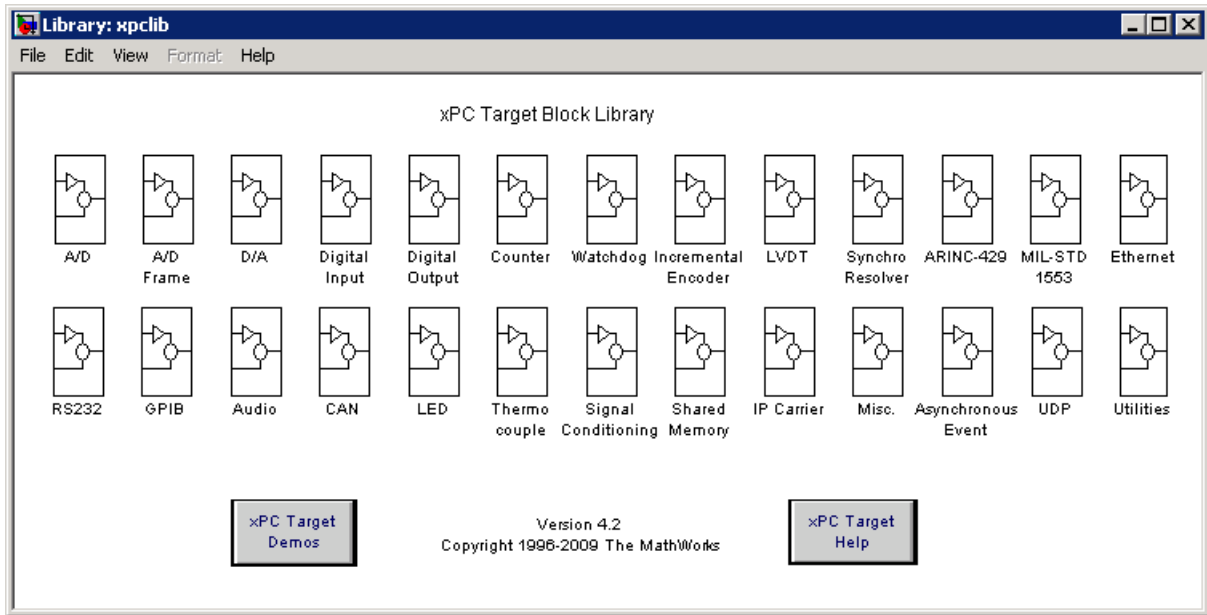 Library: xpclib
File Edit View Format Help
xPC Target Block Library
A/D A/D Frame D/A Digital Input Digital Output Counter Watchdog Incremental Encoder LVDT Synchro Resolver ARINC-429 MIL-STD 1553 Ethernet
RS232 GPIB Audio CAN LED Thermo couple Signal Conditioning Shared Memory IP Carrier Misc. Asynchronous Event UDP Utilities
xPC Target
Demos
Version 4.2
Copyright 1996-2009 The MathWorks
xPC Target
Help